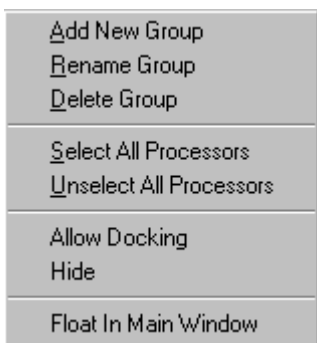 Add New Group
Rename Group
Delete Group
Select All Processors
Unselect All Processors
Allow Docking
Hide
Float In Main Window